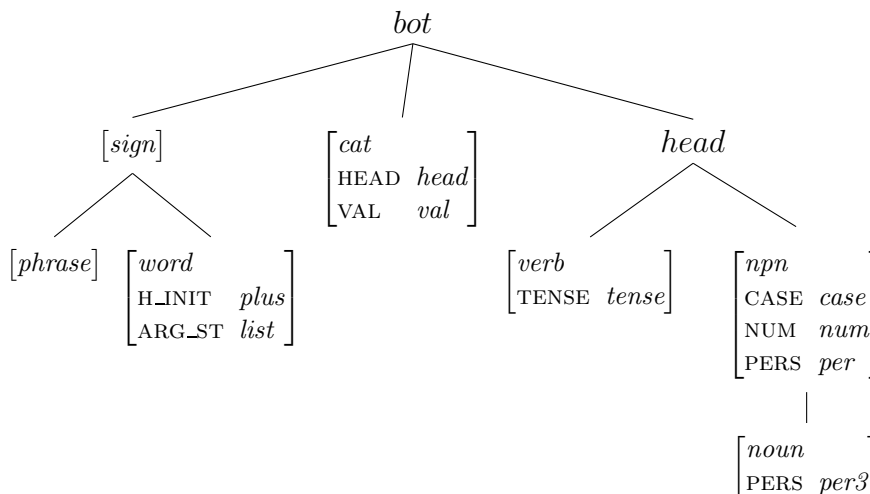 bot
[sign]
cat
HEAD head
VAL val
head
[phrase]
word
H_INIT plus
ARG_ST list
verb
TENSE tense
npn
CASE case
NUM num
PERS per
noun
PERS per3